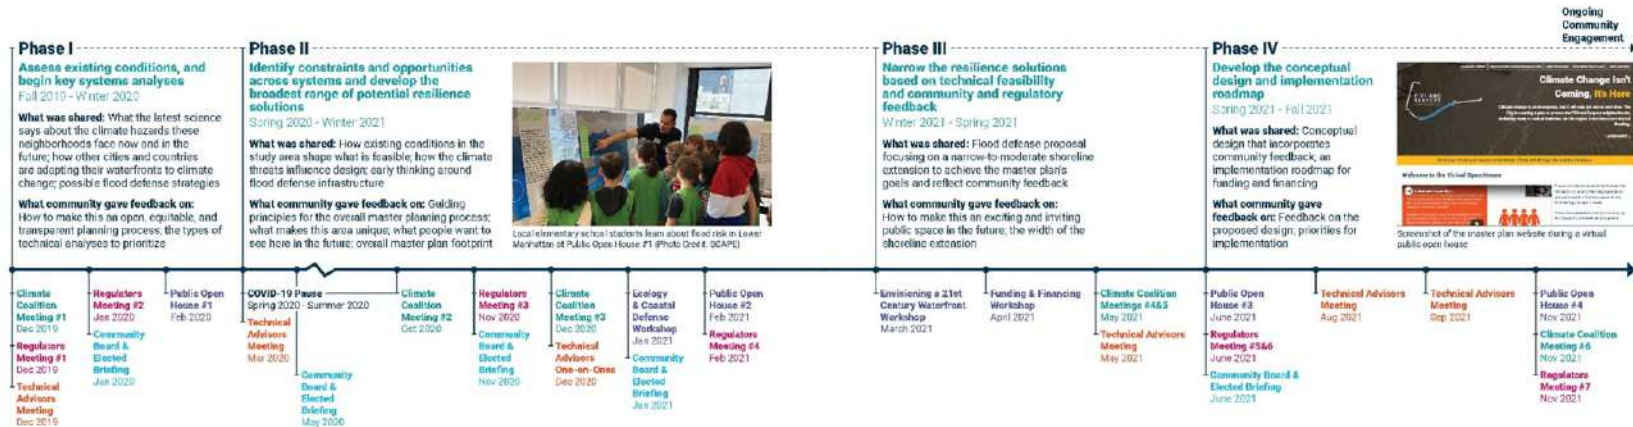 Ongoing
Community
Engagement
Phase I
Assess existing conditions, and
begin key systems analyses
Fall 2019 - Winter 2020
What was shared: What the latest science
says about the climate hazards these
neighborhoods face now and in the
future; how other cities and countries
are adapting their waterfronts to climate
change; possible flood defense strategies
What community gave feedback on:
How to make this an open, equitable, and
transparent planning process; the types of
technical analyses to prioritize
Phase II
Identify constraints and opportunities
across systems and develop the
broadest range of potential resilience
solutions
Spring 2020 - Winter 2021
What was shared: How existing conditions in the
study area shape what is feasible; how the climate
threats influence design; early thinking around
flood defense infrastructure
What community gave feedback on: Guiding
principles for the overall master planning process;
what makes this area unique; what people want to
see here in the future; overall master plan footprint
Local elementary school students learn about flood risk in Lower
Manhattan at Public Open House #1 (Photo Credit: SCAPE)
Phase III
Narrow the resilience solutions
based on technical feasibility
and community and regulatory
feedback
Winter 2021 - Spring 2021
What was shared: Flood defense proposal
focusing on a narrow-to-moderate shoreline
extension to achieve the master plan's
goals and reflect community feedback
What community gave feedback on:
How to make this an exciting and inviting
public space in the future; the width of the
shoreline extension
Phase IV
Develop the conceptual
design and implementation
roadmap
Spring 2021 - Fall 2021
What was shared: Conceptual
design that incorporates
community feedback; an
implementation roadmap for
funding and financing
What community gave
feedback on: Feedback on the
proposed design; priorities for
implementation
Climate Change Isn't
Coming, It's Here
Welcome to the Virtual Open House
Screenshot of the master plan website during a virtual
public open house
Climate
Coalition
Meeting #1
Dec 2019
Regulators
Meeting #1
Dec 2019
Technical
Advisors
Meeting
Dec 2019
Regulators
Meeting #2
Jan 2020
Community
Board &
Elected
Briefing
Jan 2020
Public Open
House #1
Feb 2020
COVID-19 Pause
Spring 2020 - Summer 2020
Technical
Advisors
Meeting
Mar 2020
Community
Board &
Elected
Briefing
May 2020
Climate
Coalition
Meeting #2
Oct 2020
Regulators
Meeting #3
Nov 2020
Community
Board &
Elected
Briefing
Nov 2020
Climate
Coalition
Meeting #3
Dec 2020
Technical
Advisors
One-on-Ones
Dec 2020
Ecology
& Coastal
Defense
Workshop
Jan 2021
Community
Board &
Elected
Briefing
Jan 2021
Public Open
House #2
Feb 2021
Regulators
Meeting #4
Feb 2021
Envisioning a 21st
Century Waterfront
Workshop
March 2021
Funding & Financing
Workshop
April 2021
Climate Coalition
Meetings #4&5
May 2021
Technical Advisors
Meeting
May 2021
Public Open
House #3
June 2021
Regulators
Meeting #5&6
June 2021
Community Board &
Elected Briefing
June 2021
Technical Advisors
Meeting
Aug 2021
Technical Advisors
Meeting
Sep 2021
Public Open
House #4
Nov 2021
Climate Coalition
Meeting #6
Nov 2021
Regulators
Meeting #7
Nov 2021